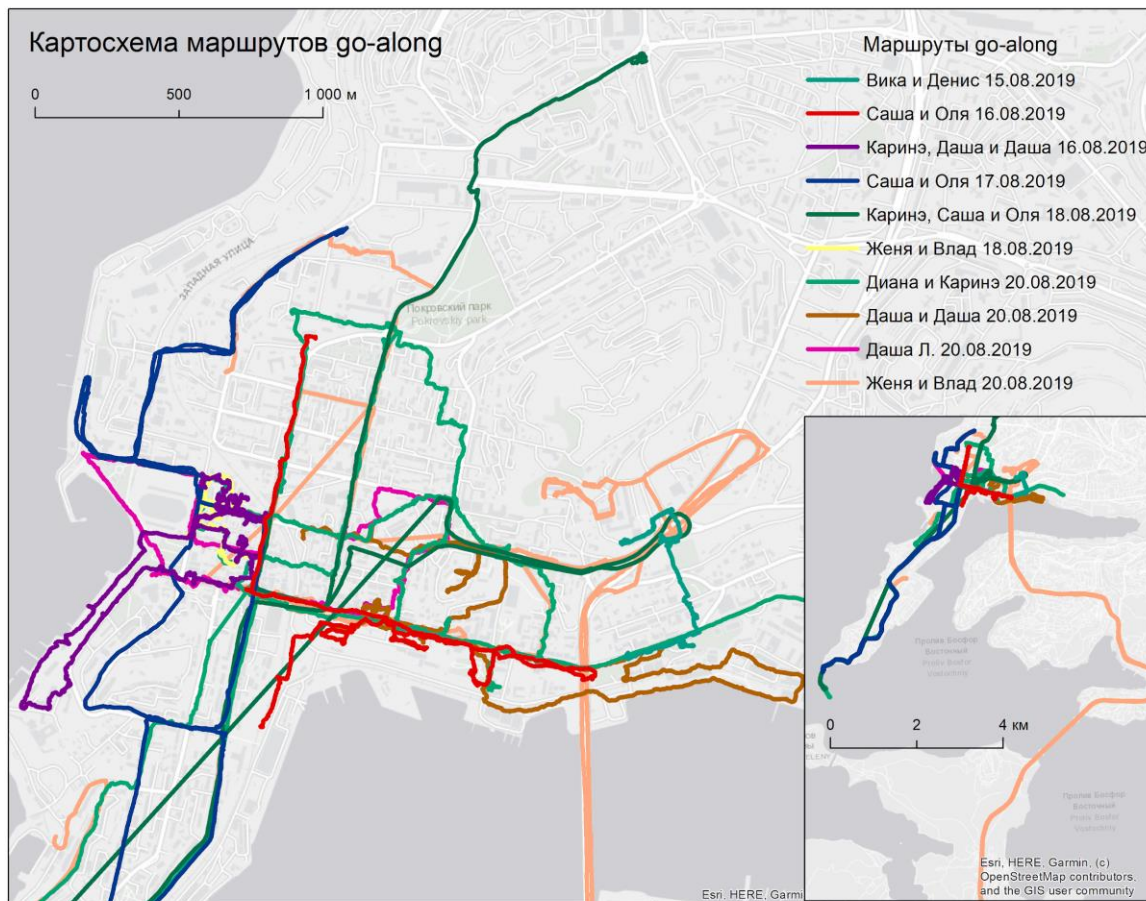 Картосхема маршрутов go-along
0 500 1 000 м
Маршруты go-along
Вика и Денис 15.08.2019
Саша и Оля 16.08.2019
Каринэ, Даша и Даша 16.08.2019
Саша и Оля 17.08.2019
Каринэ, Саша и Оля 18.08.2019
Женя и Влад 18.08.2019
Диана и Каринэ 20.08.2019
Даша и Даша 20.08.2019
Даша Л. 20.08.2019
Женя и Влад 20.08.2019
ЗАПАДНАЯ УЛИЦА
Покровский парк
Pokrovskiy park
Пролив Босфор
Восточный
Proliv Bosfor
Vostochniy
0 2 4 км
Пролив Босфор
Восточный
Proliv Bosfor
Vostochniy
Esri, HERE, Garmin, (c)
OpenStreetMap contributors,
and the GIS user community
Esri, HERE, Garmi